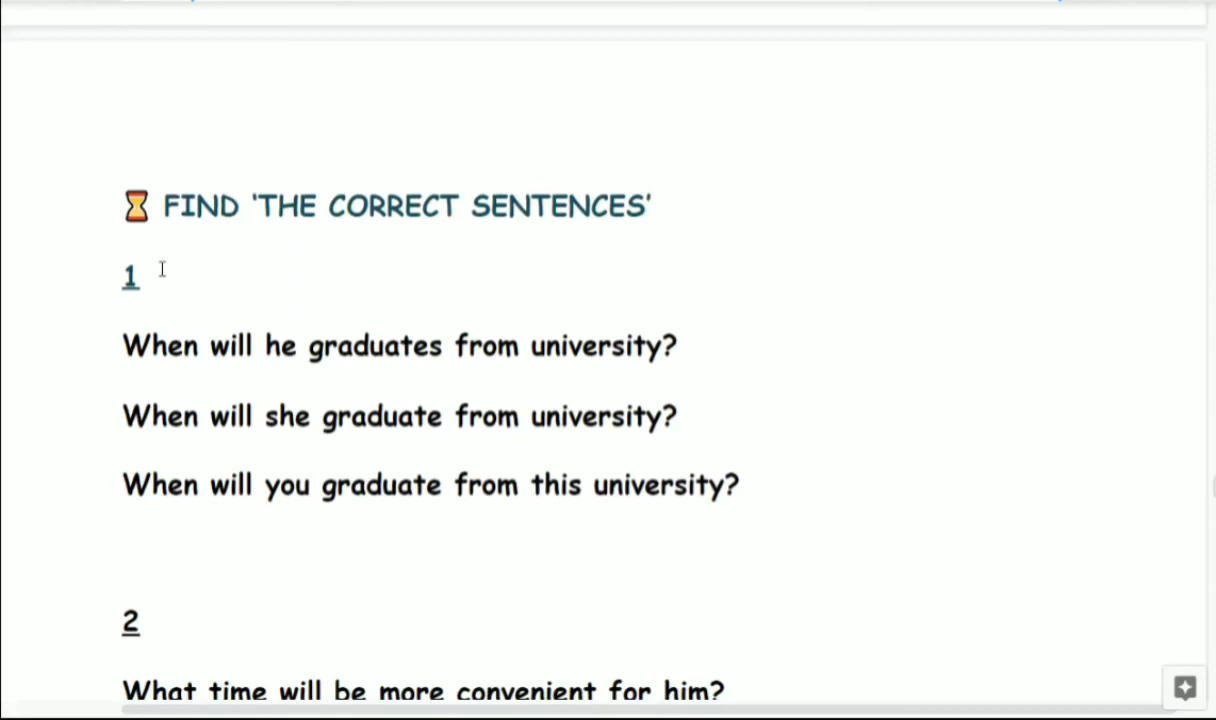 ⏳ FIND ‘THE CORRECT SENTENCES’
1
When will he graduates from university?
When will she graduate from university?
When will you graduate from this university?
2
What time will be more convenient for him?